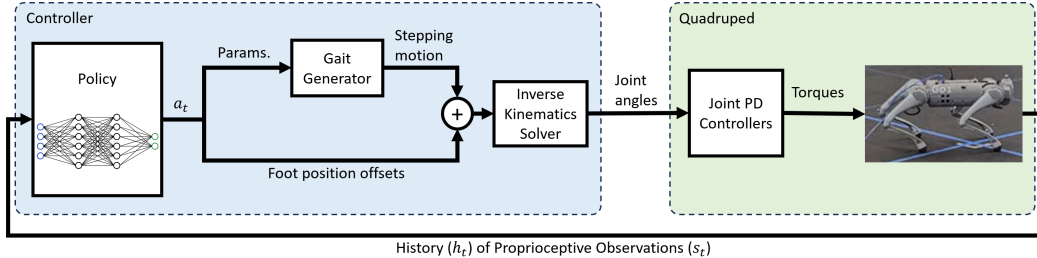 Controller
Policy
a_t
Params.
Gait
Generator
Stepping
motion
+
Foot position offsets
Inverse
Kinematics
Solver
Joint
angles
Quadruped
Joint PD
Controllers
Torques
Go1
History (h_t) of Proprioceptive Observations (s_t)